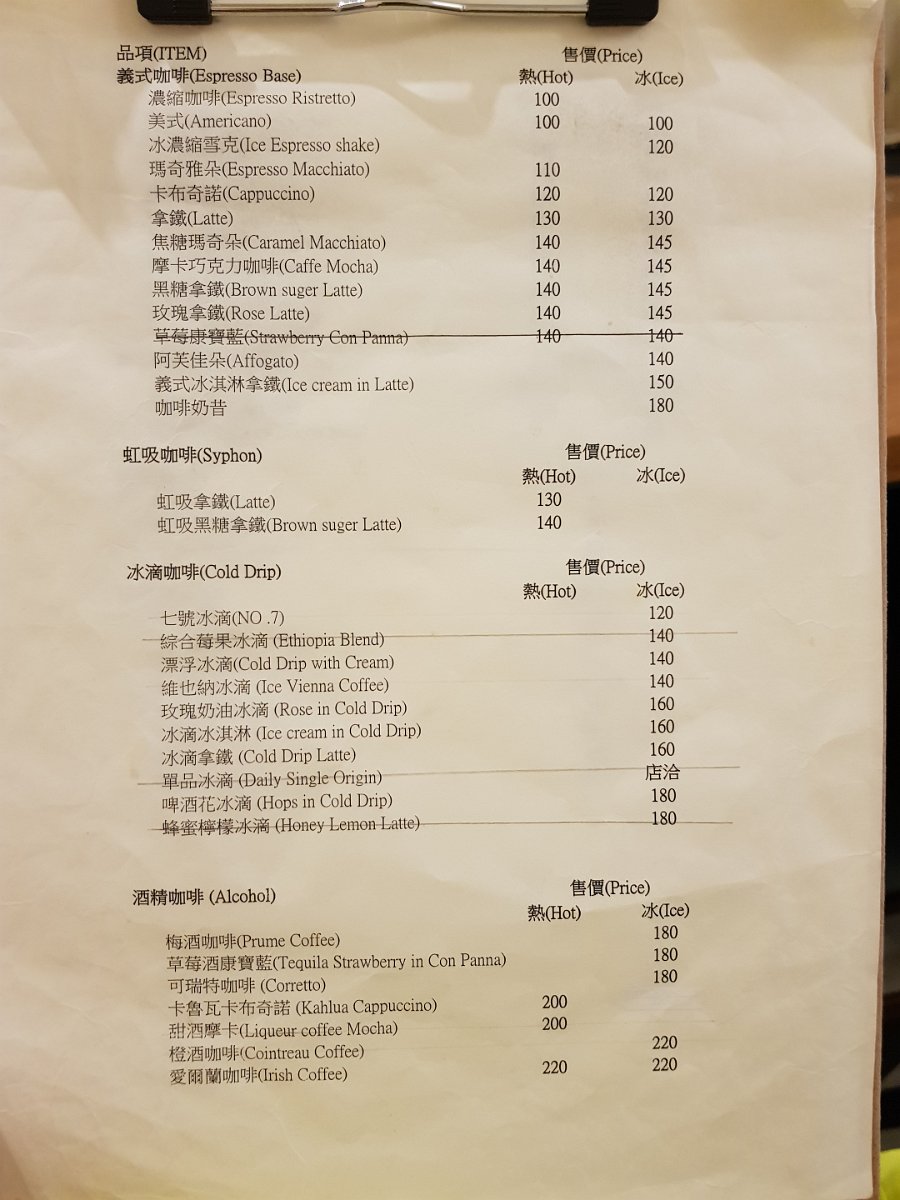 品項(ITEM) 售價(Price)
義式咖啡(Espresso Base) 熱(Hot) 冰(Ice)
濃縮咖啡(Espresso Ristretto) 100
美式(Americano) 100 100
冰濃縮雪克(Ice Espresso shake) 120
瑪奇雅朵(Espresso Macchiato) 110
卡布奇諾(Cappuccino) 120 120
拿鐵(Latte) 130 130
焦糖瑪奇朵(Caramel Macchiato) 140 145
摩卡巧克力咖啡(Caffe Mocha) 140 145
黑糖拿鐵(Brown suger Latte) 140 145
玫瑰拿鐵(Rose Latte) 140 145
草莓康寶藍(Strawberry Con Panna) 140 140
阿芙佳朵(Affogato) 140
義式冰淇淋拿鐵(Ice cream in Latte) 150
咖啡奶昔 180
虹吸咖啡(Syphon) 售價(Price)
熱(Hot) 冰(Ice)
虹吸拿鐵(Latte) 130
虹吸黑糖拿鐵(Brown suger Latte) 140
冰滴咖啡(Cold Drip) 售價(Price)
熱(Hot) 冰(Ice)
七號冰滴(NO .7) 120
綜合莓果冰滴 (Ethiopia Blend) 140
漂浮冰滴(Cold Drip with Cream) 140
維也納冰滴 (Ice Vienna Coffee) 140
玫瑰奶油冰滴 (Rose in Cold Drip) 160
冰滴冰淇淋 (Ice cream in Cold Drip) 160
冰滴拿鐵 (Cold Drip Latte) 160
單品冰滴 (Daily Single Origin) 店洽
啤酒花冰滴 (Hops in Cold Drip) 180
蜂蜜檸檬冰滴 (Honey Lemon Latte) 180
酒精咖啡 (Alcohol) 售價(Price)
熱(Hot) 冰(Ice)
梅酒咖啡(Prume Coffee) 180
草莓酒康寶藍(Tequila Strawberry in Con Panna) 180
可瑞特咖啡 (Corretto) 180
卡魯瓦卡布奇諾 (Kahlua Cappuccino) 200
甜酒摩卡(Liqueur coffee Mocha) 200
橙酒咖啡(Cointreau Coffee) 220
愛爾蘭咖啡(Irish Coffee) 220 220